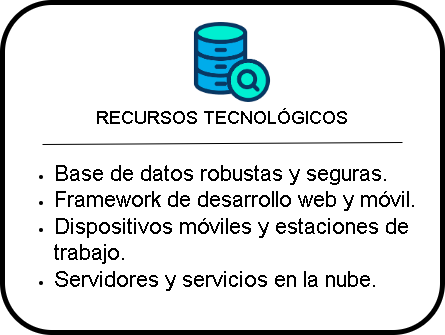 RECURSOS TECNOLÓGICOS
• Base de datos robustas y seguras.
• Framework de desarrollo web y móvil.
• Dispositivos móviles y estaciones de
trabajo.
• Servidores y servicios en la nube.